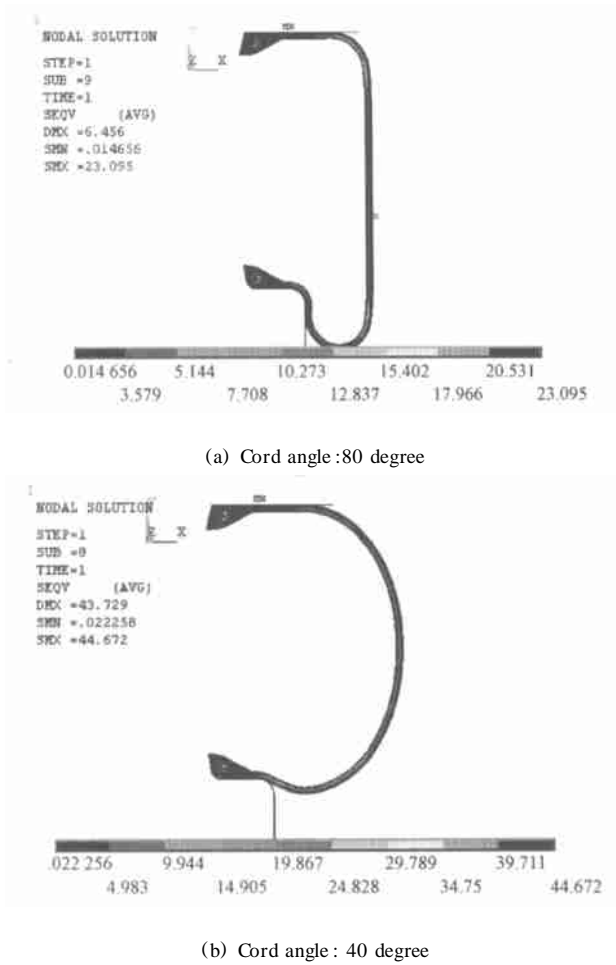 NODAL SOLUTION
STEP=1
SUB =9
TIME=1
SEQV (AVG)
DMX =6.456
SMN =.014656
SMX =23.095
MN
X
0.014 656 5.144 10.273 15.402 20.531
3.579 7.708 12.837 17.966 23.095
(a) Cord angle :80 degree
NODAL SOLUTION
STEP=1
SUB =8
TIME=1
SEQV (AVG)
DMX =43.729
SMN =.022258
SMX =44.672
MN
X
.022 256 9.944 19.867 29.789 39.711
4.983 14.905 24.828 34.75 44.672
(b) Cord angle : 40 degree